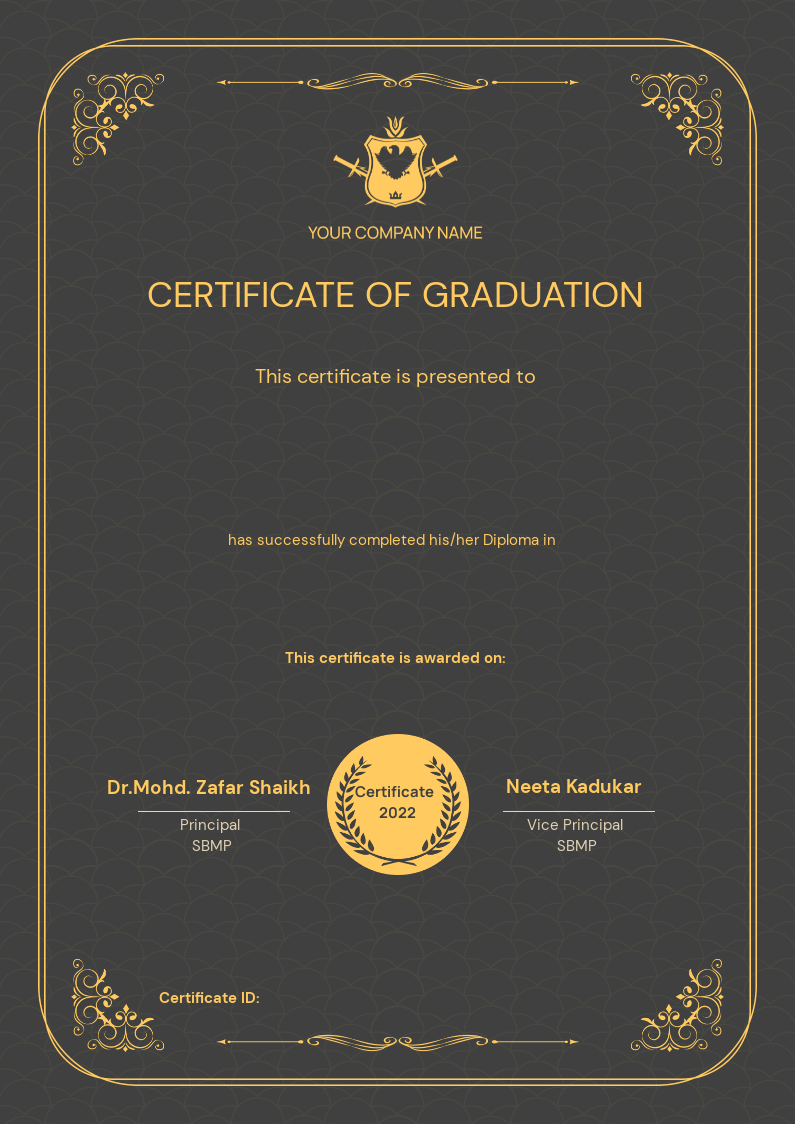 YOUR COMPANY NAME
CERTIFICATE OF GRADUATION
This certificate is presented to
has successfully completed his/her Diploma in
This certificate is awarded on:
Dr.Mohd. Zafar Shaikh
Principal
SBMP
Certificate
2022
Neeta Kadukar
Vice Principal
SBMP
Certificate ID: